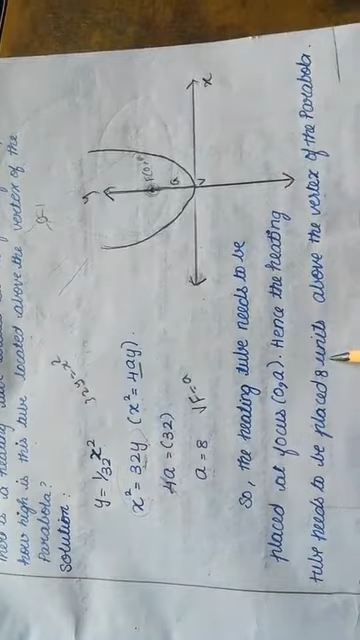 how high is this tube located above the vertex of the
Parabola?
Solution:
y = 1/32 x²
32y = x²
x² = 32y (x² = 4ay).
4a = (32)
a = 8 VF = a
So, the heating tube needs to be
placed at focus (0,a). Hence the heating
tube needs to be placed 8 units above the vertex of the Parabola.
y
x